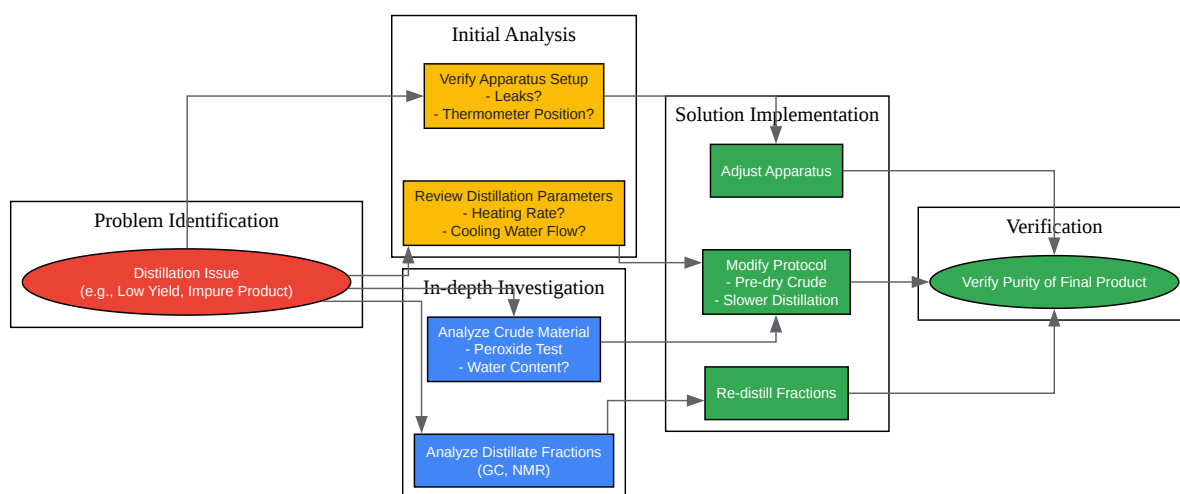 Problem Identification
Distillation Issue
(e.g., Low Yield, Impure Product)
Initial Analysis
Verify Apparatus Setup
- Leaks?
- Thermometer Position?
Review Distillation Parameters
- Heating Rate?
- Cooling Water Flow?
In-depth Investigation
Analyze Crude Material
- Peroxide Test
- Water Content?
Analyze Distillate Fractions
(GC, NMR)
Solution Implementation
Adjust Apparatus
Modify Protocol
- Pre-dry Crude
- Slower Distillation
Re-distill Fractions
Verification
Verify Purity of Final Product